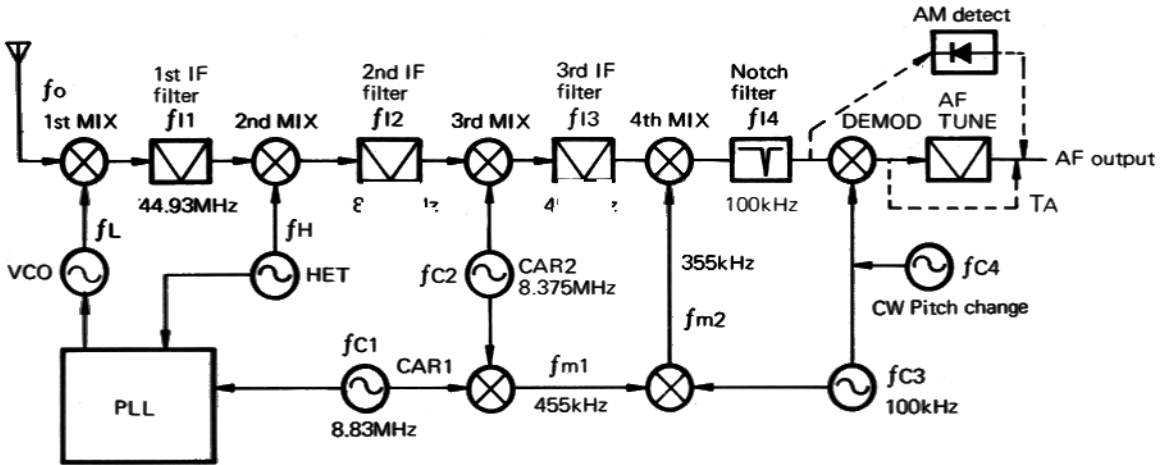 AM detect
1st IF
filter
fI1
2nd IF
filter
fI2
3rd IF
filter
fI3
Notch
filter
fI4
AF
TUNE
fo
1st MIX
2nd MIX
3rd MIX
4th MIX
DEMOD
AF output
44.93MHz
100kHz
TA
fL
fH
VCO
HET
fC2
CAR2
8.375MHz
355kHz
fC4
CW Pitch change
fm2
PLL
fC1
CAR1
8.83MHz
fm1
455kHz
fC3
100kHz